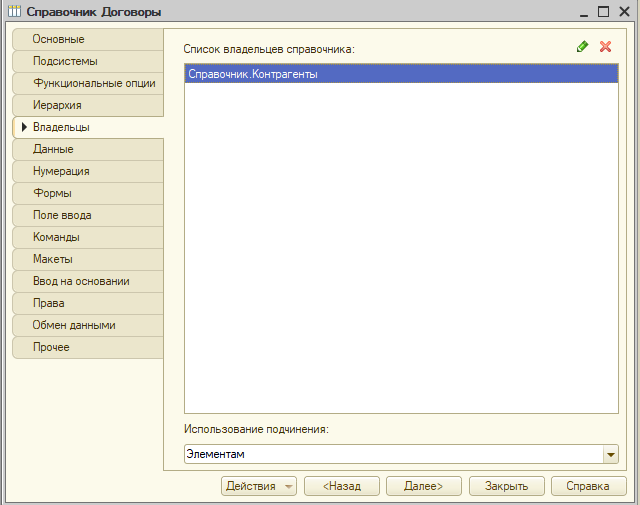 Справочник Договоры
Основные
Подсистемы
Функциональные опции
Иерархия
Владельцы
Данные
Нумерация
Формы
Поле ввода
Команды
Макеты
Ввод на основании
Права
Обмен данными
Прочее
Список владельцев справочника:
Справочник.Контрагенты
Использование подчинения:
Элементам
Действия
<Назад
Далее>
Закрыть
Справка